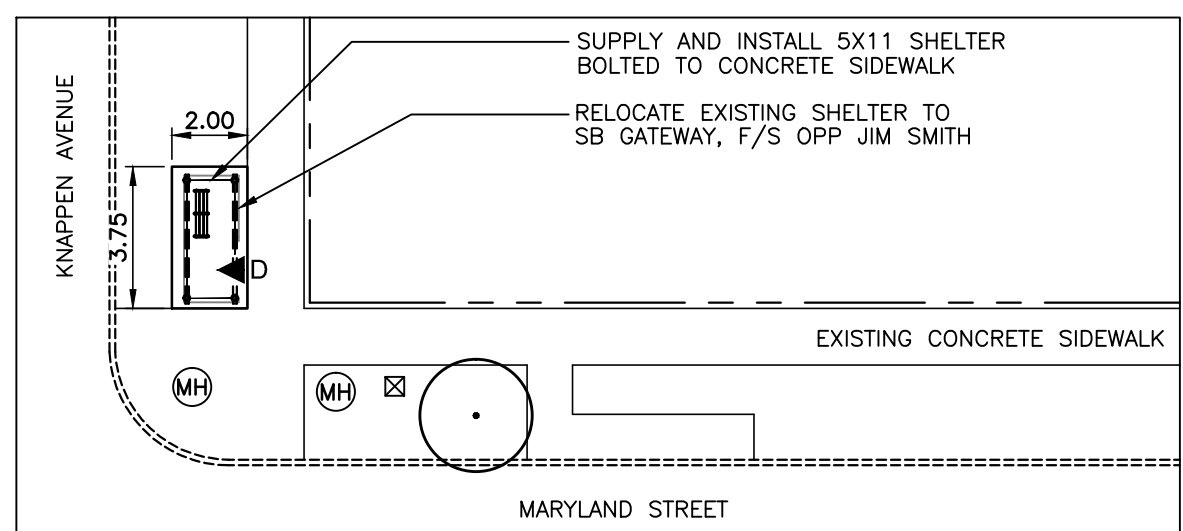 SUPPLY AND INSTALL 5X11 SHELTER
BOLTED TO CONCRETE SIDEWALK
RELOCATE EXISTING SHELTER TO
SB GATEWAY, F/S OPP JIM SMITH
KNAPPEN AVENUE
2.00
3.75
D
EXISTING CONCRETE SIDEWALK
MH
MH
MARYLAND STREET